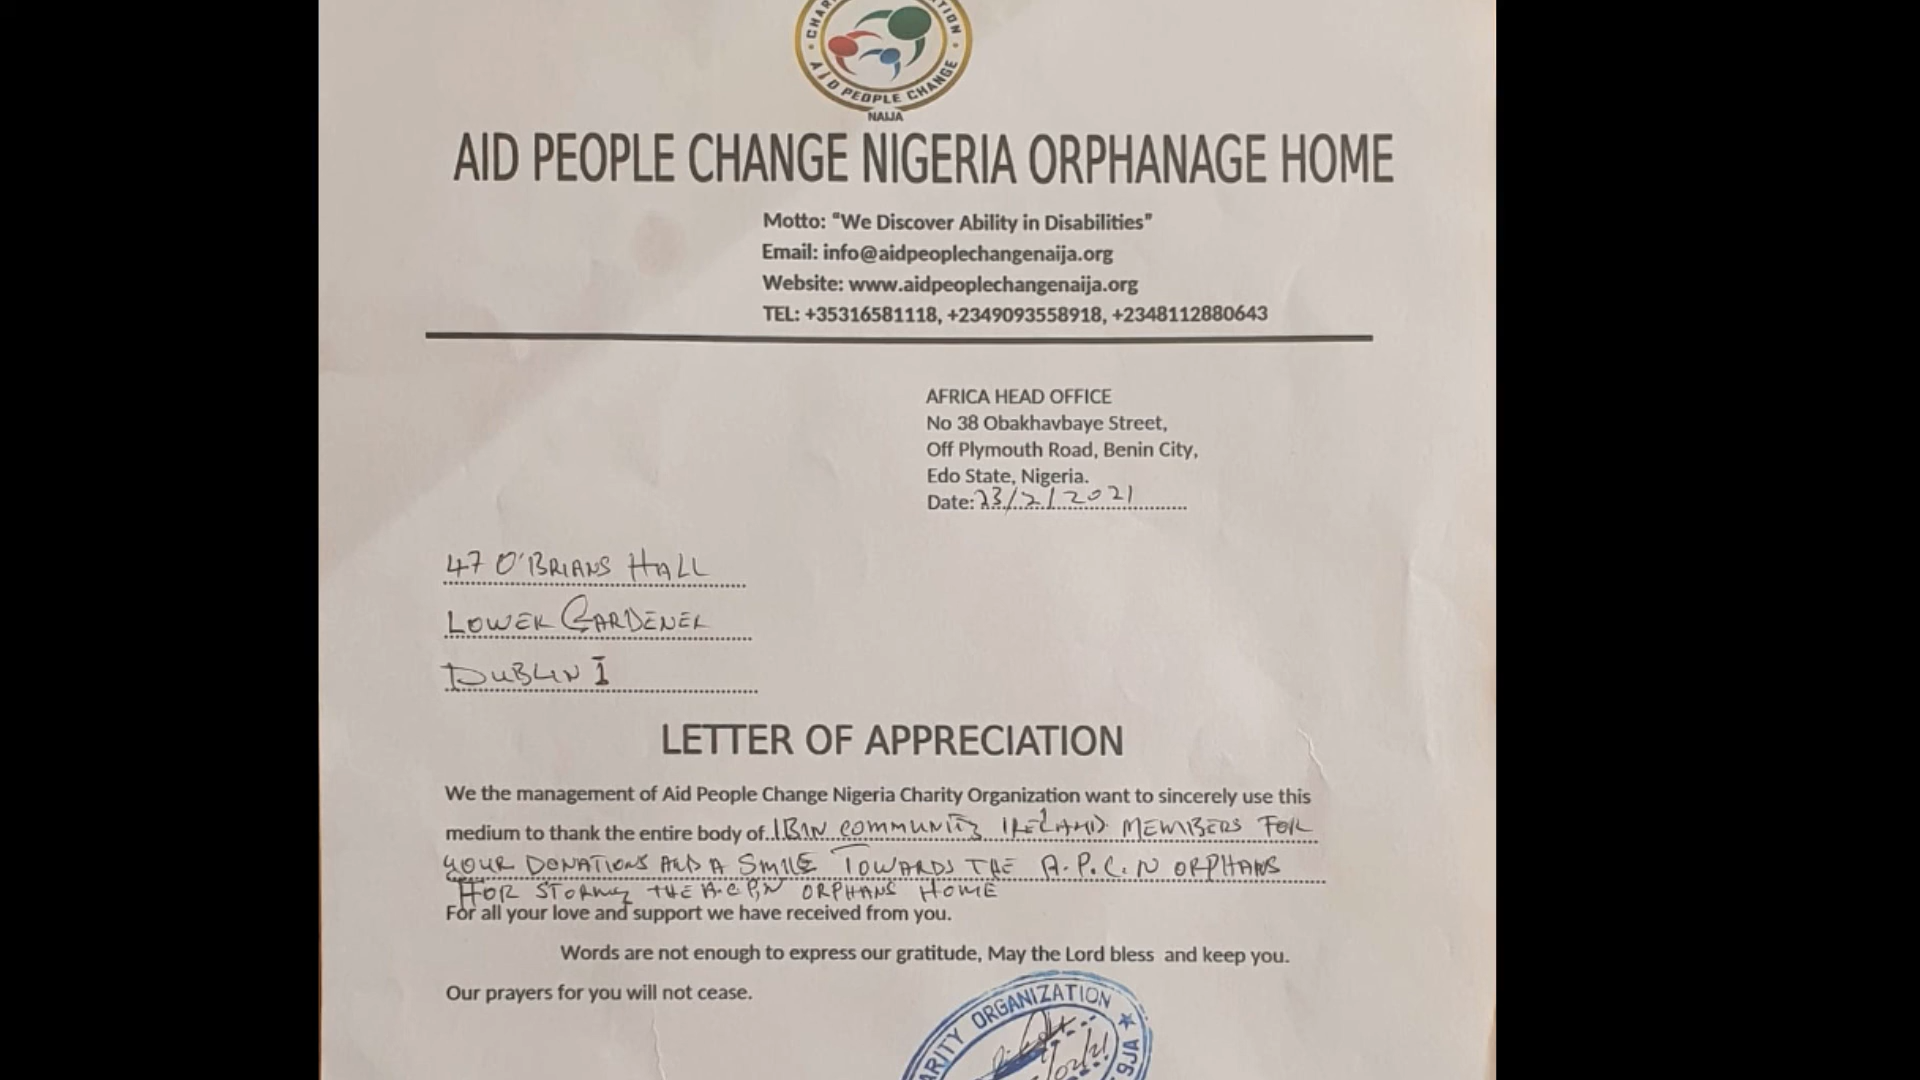 AID PEOPLE CHANGE
NAIJA
AID PEOPLE CHANGE NIGERIA ORPHANAGE HOME
Motto: "We Discover Ability in Disabilities"
Email: info@aidpeoplechangenaija.org
Website: www.aidpeoplechangenaija.org
TEL: +35316581118, +2349093558918, +2348112880643
AFRICA HEAD OFFICE
No 38 Obakhavbaye Street,
Off Plymouth Road, Benin City,
Edo State, Nigeria.
Date: 23/2/2021
47 O'BRIANS HALL
LOWER GARDENER
DUBLIN 1
LETTER OF APPRECIATION
We the management of Aid People Change Nigeria Charity Organization want to sincerely use this
medium to thank the entire body of IBIN COMMUNITY IRELAND MEMBERS FOR
YOUR DONATIONS AND A SMILE TOWARDS THE A.P.C.N ORPHANS
FOR THE ORPHANS HOME
For all your love and support we have received from you.
Words are not enough to express our gratitude, May the Lord bless and keep you.
Our prayers for you will not cease.
ORGANIZATION